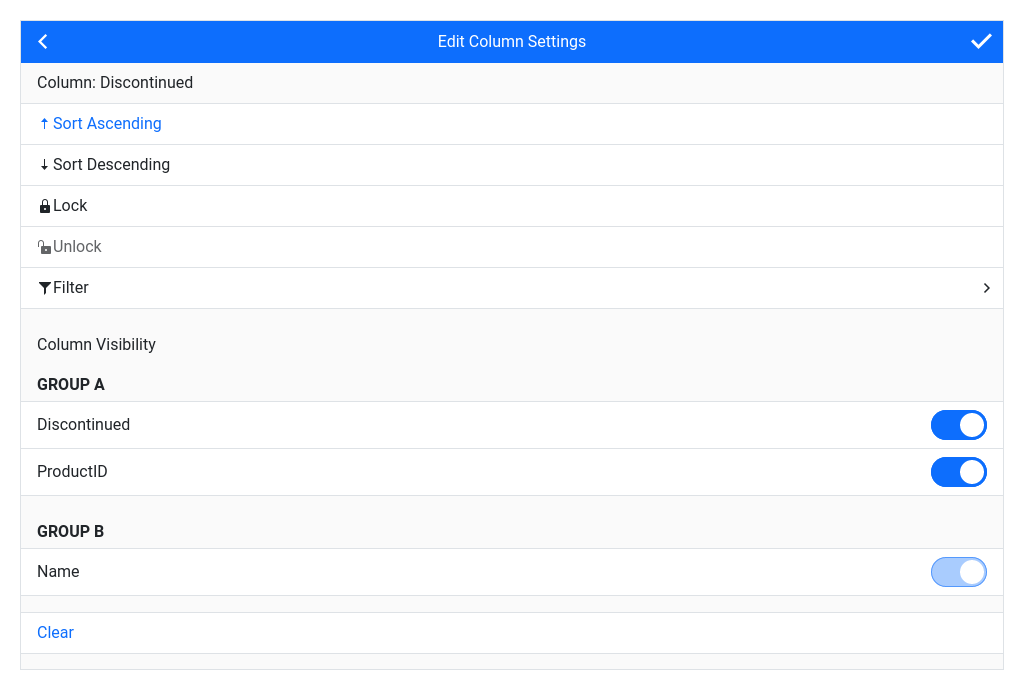 Edit Column Settings
Column: Discontinued
Sort Ascending
Sort Descending
Lock
Unlock
Filter
Column Visibility
GROUP A
Discontinued
ProductID
GROUP B
Name
Clear